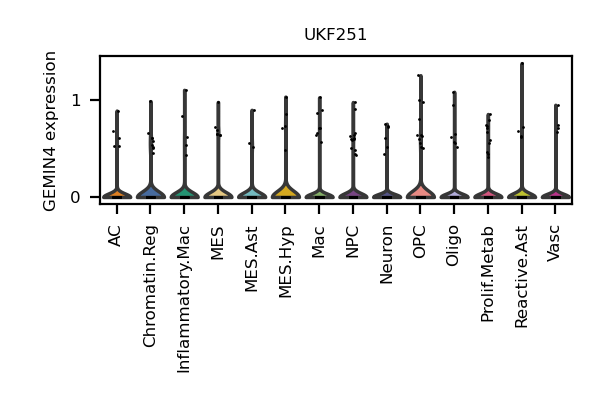 UKF251
GEMIN4 expression
1
0
AC
Chromatin.Reg
Inflammatory.Mac
MES
MES.Ast
MES.Hyp
Mac
NPC
Neuron
OPC
Oligo
Prolif.Metab
Reactive.Ast
Vasc